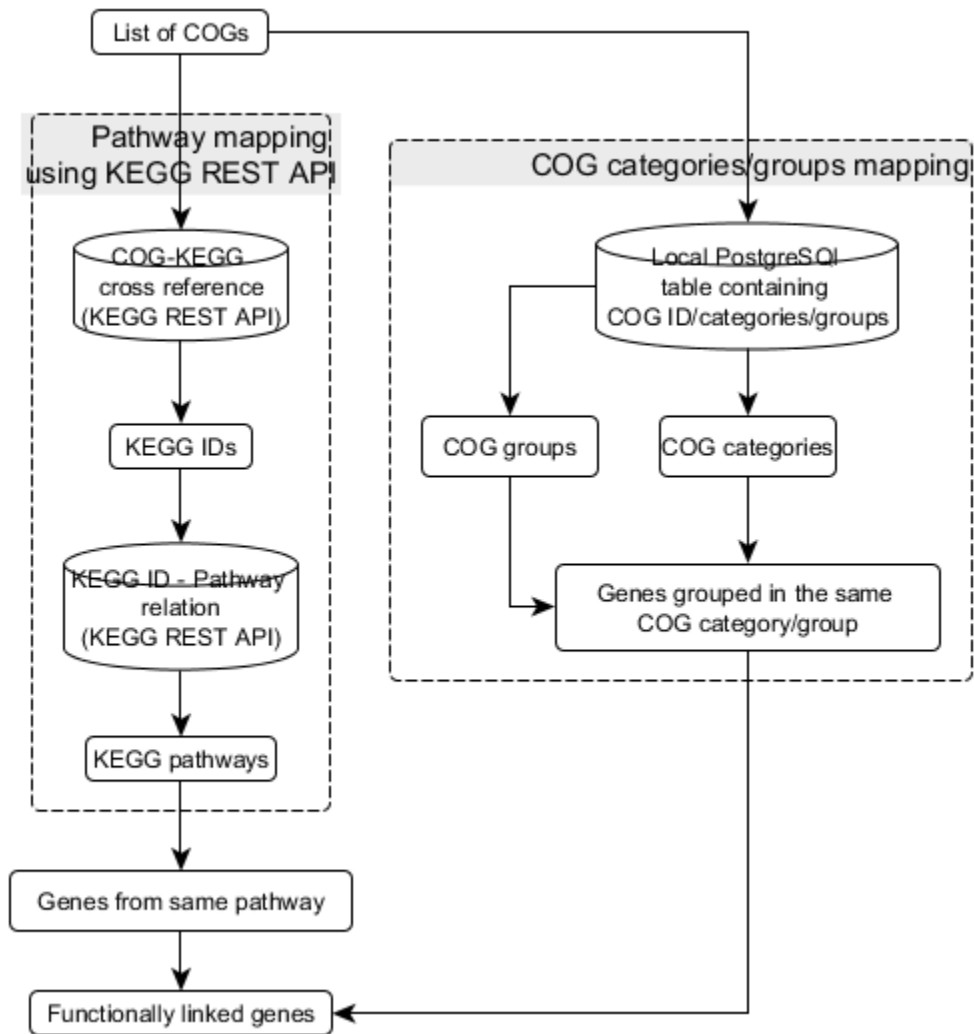 List of COGs
Pathway mapping
using KEGG REST API
COG-KEGG
cross reference
(KEGG REST API)
KEGG IDs
KEGG ID - Pathway
relation
(KEGG REST API)
KEGG pathways
Genes from same pathway
Functionally linked genes
COG categories/groups mapping
Local PostgreSQl
table containing
COG ID/categories/groups
COG groups
COG categories
Genes grouped in the same
COG category/group